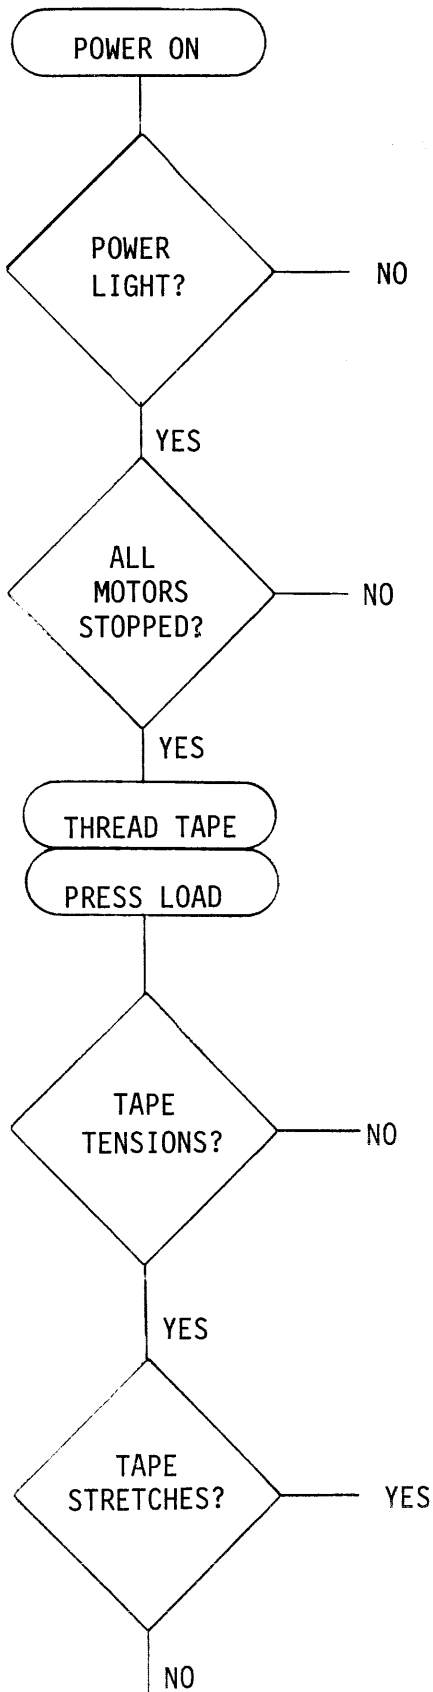 POWER ON
POWER
LIGHT?
NO
YES
ALL
MOTORS
STOPPED?
NO
YES
THREAD TAPE
PRESS LOAD
TAPE
TENSIONS?
NO
YES
TAPE
STRETCHES?
YES
NO